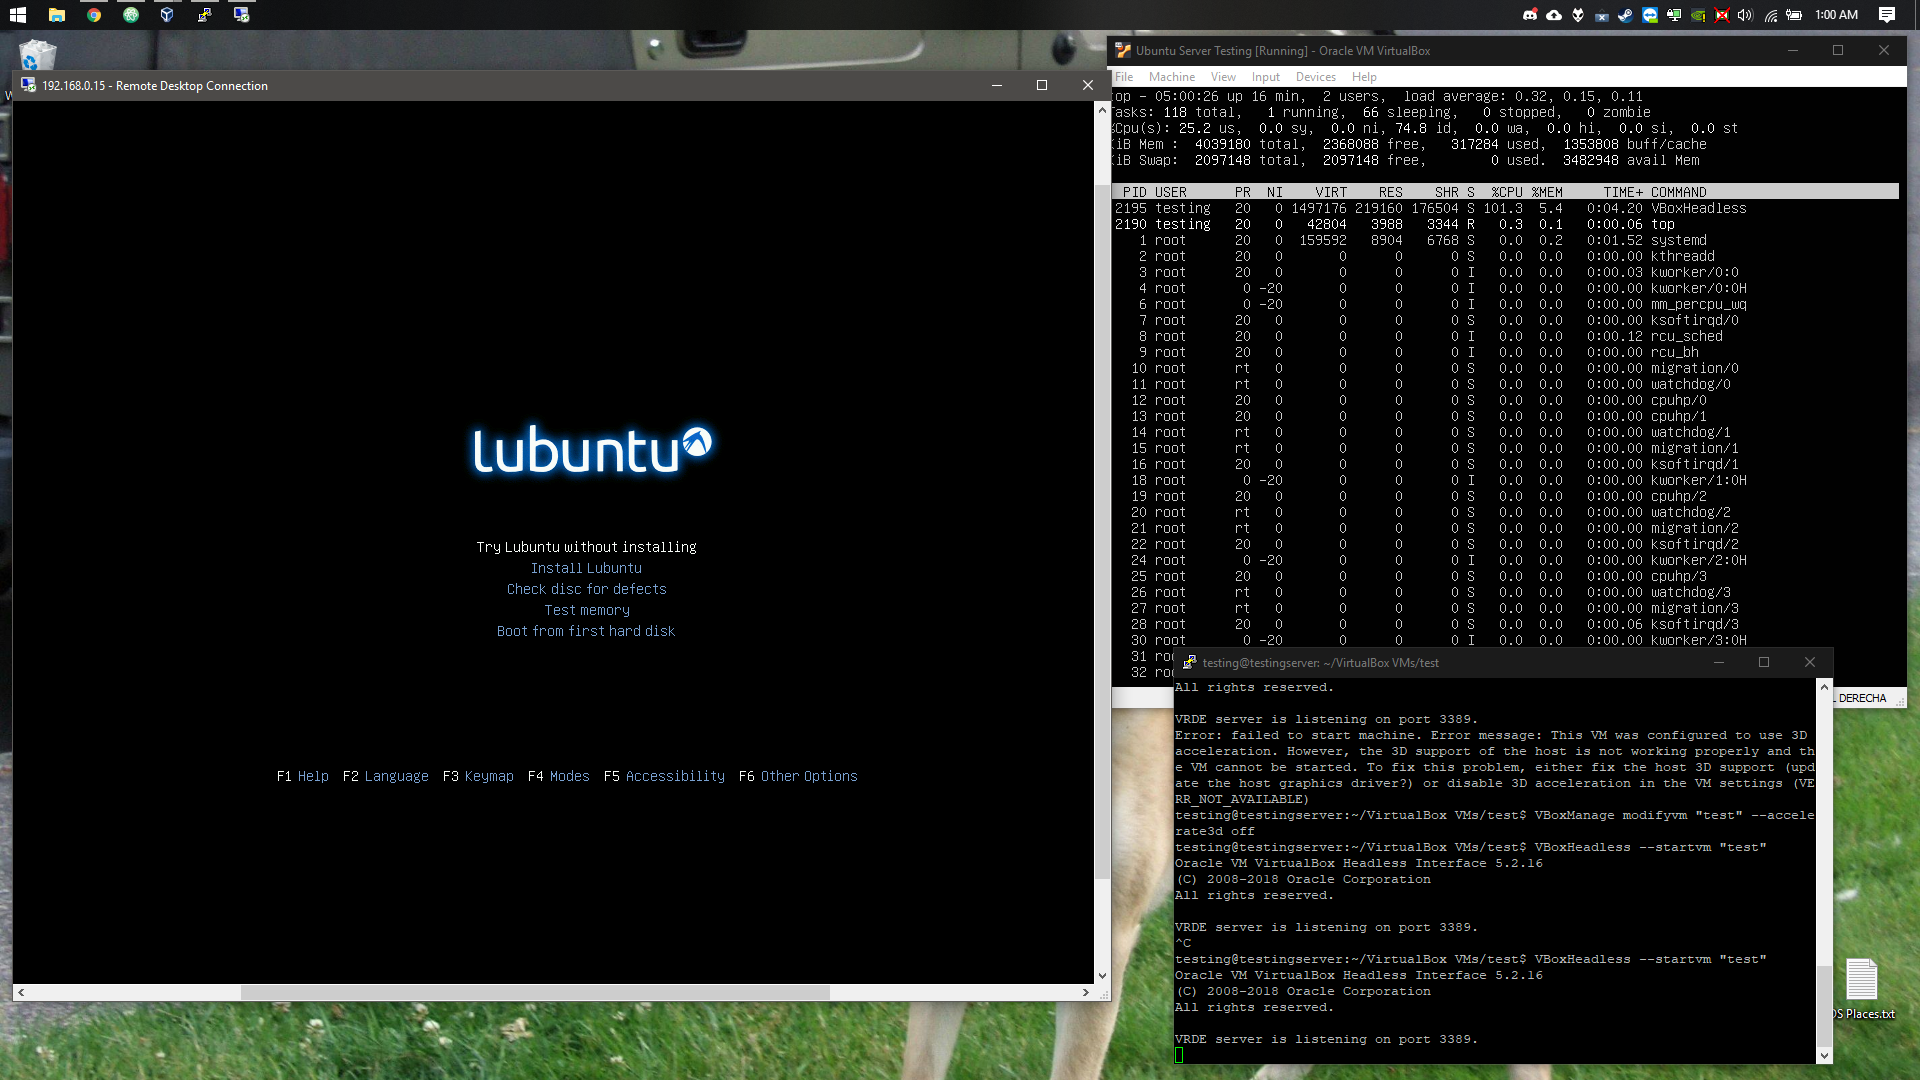 1:00 AM
192.168.0.15 - Remote Desktop Connection
lubuntu
Try Lubuntu without installing
Install Lubuntu
Check disc for defects
Test memory
Boot from first hard disk
F1 Help F2 Language F3 Keymap F4 Modes F5 Accessibility F6 Other Options
Ubuntu Server Testing [Running] - Oracle VM VirtualBox
File Machine View Input Devices Help
op - 05:00:26 up 16 min, 2 users, load average: 0.32, 0.15, 0.11
asks: 118 total, 1 running, 66 sleeping, 0 stopped, 0 zombie
%Cpu(s): 25.2 us, 0.0 sy, 0.0 ni, 74.8 id, 0.0 wa, 0.0 hi, 0.0 si, 0.0 st
iB Mem : 4039180 total, 2368088 free, 317284 used, 1353808 buff/cache
iB Swap: 2097148 total, 2097148 free, 0 used. 3482948 avail Mem
PID USER PR NI VIRT RES SHR S %CPU %MEM TIME+ COMMAND
2195 testing 20 0 1497176 219160 176504 S 101.3 5.4 0:04.20 VBoxHeadless
2190 testing 20 0 42804 3988 3344 R 0.3 0.1 0:00.06 top
1 root 20 0 159592 8904 6768 S 0.0 0.2 0:01.52 systemd
2 root 20 0 0 0 0 S 0.0 0.0 0:00.00 kthreadd
3 root 20 0 0 0 0 I 0.0 0.0 0:00.03 kworker/0:0
4 root 0 -20 0 0 0 I 0.0 0.0 0:00.00 kworker/0:0H
6 root 0 -20 0 0 0 I 0.0 0.0 0:00.00 mm_percpu_wq
7 root 20 0 0 0 0 S 0.0 0.0 0:00.00 ksoftirqd/0
8 root 20 0 0 0 0 I 0.0 0.0 0:00.12 rcu_sched
9 root 20 0 0 0 0 I 0.0 0.0 0:00.00 rcu_bh
10 root rt 0 0 0 0 S 0.0 0.0 0:00.00 migration/0
11 root rt 0 0 0 0 S 0.0 0.0 0:00.00 watchdog/0
12 root 20 0 0 0 0 S 0.0 0.0 0:00.00 cpuhp/0
13 root 20 0 0 0 0 S 0.0 0.0 0:00.00 cpuhp/1
14 root rt 0 0 0 0 S 0.0 0.0 0:00.00 watchdog/1
15 root rt 0 0 0 0 S 0.0 0.0 0:00.00 migration/1
16 root 20 0 0 0 0 S 0.0 0.0 0:00.00 ksoftirqd/1
18 root 0 -20 0 0 0 I 0.0 0.0 0:00.00 kworker/1:0H
19 root 20 0 0 0 0 S 0.0 0.0 0:00.00 cpuhp/2
20 root rt 0 0 0 0 S 0.0 0.0 0:00.00 watchdog/2
21 root rt 0 0 0 0 S 0.0 0.0 0:00.00 migration/2
22 root 20 0 0 0 0 S 0.0 0.0 0:00.00 ksoftirqd/2
24 root 0 -20 0 0 0 I 0.0 0.0 0:00.00 kworker/2:0H
25 root 20 0 0 0 0 S 0.0 0.0 0:00.00 cpuhp/3
26 root rt 0 0 0 0 S 0.0 0.0 0:00.00 watchdog/3
27 root rt 0 0 0 0 S 0.0 0.0 0:00.00 migration/3
28 root 20 0 0 0 0 S 0.0 0.0 0:00.06 ksoftirqd/3
30 root 0 -20 0 0 0 I 0.0 0.0 0:00.00 kworker/3:0H
31 ro
32 ro
L DERECHA
testing@testingserver: ~/VirtualBox VMs/test
All rights reserved.
VRDE server is listening on port 3389.
Error: failed to start machine. Error message: This VM was configured to use 3D
acceleration. However, the 3D support of the host is not working properly and th
e VM cannot be started. To fix this problem, either fix the host 3D support (upd
ate the host graphics driver?) or disable 3D acceleration in the VM settings (VE
RR_NOT_AVAILABLE)
testing@testingserver:~/VirtualBox VMs/test$ VBoxManage modifyvm "test" --accele
rate3d off
testing@testingserver:~/VirtualBox VMs/test$ VBoxHeadless --startvm "test"
Oracle VM VirtualBox Headless Interface 5.2.16
(C) 2008-2018 Oracle Corporation
All rights reserved.
VRDE server is listening on port 3389.
^C
testing@testingserver:~/VirtualBox VMs/test$ VBoxHeadless --startvm "test"
Oracle VM VirtualBox Headless Interface 5.2.16
(C) 2008-2018 Oracle Corporation
All rights reserved.
VRDE server is listening on port 3389.
OS Places.txt